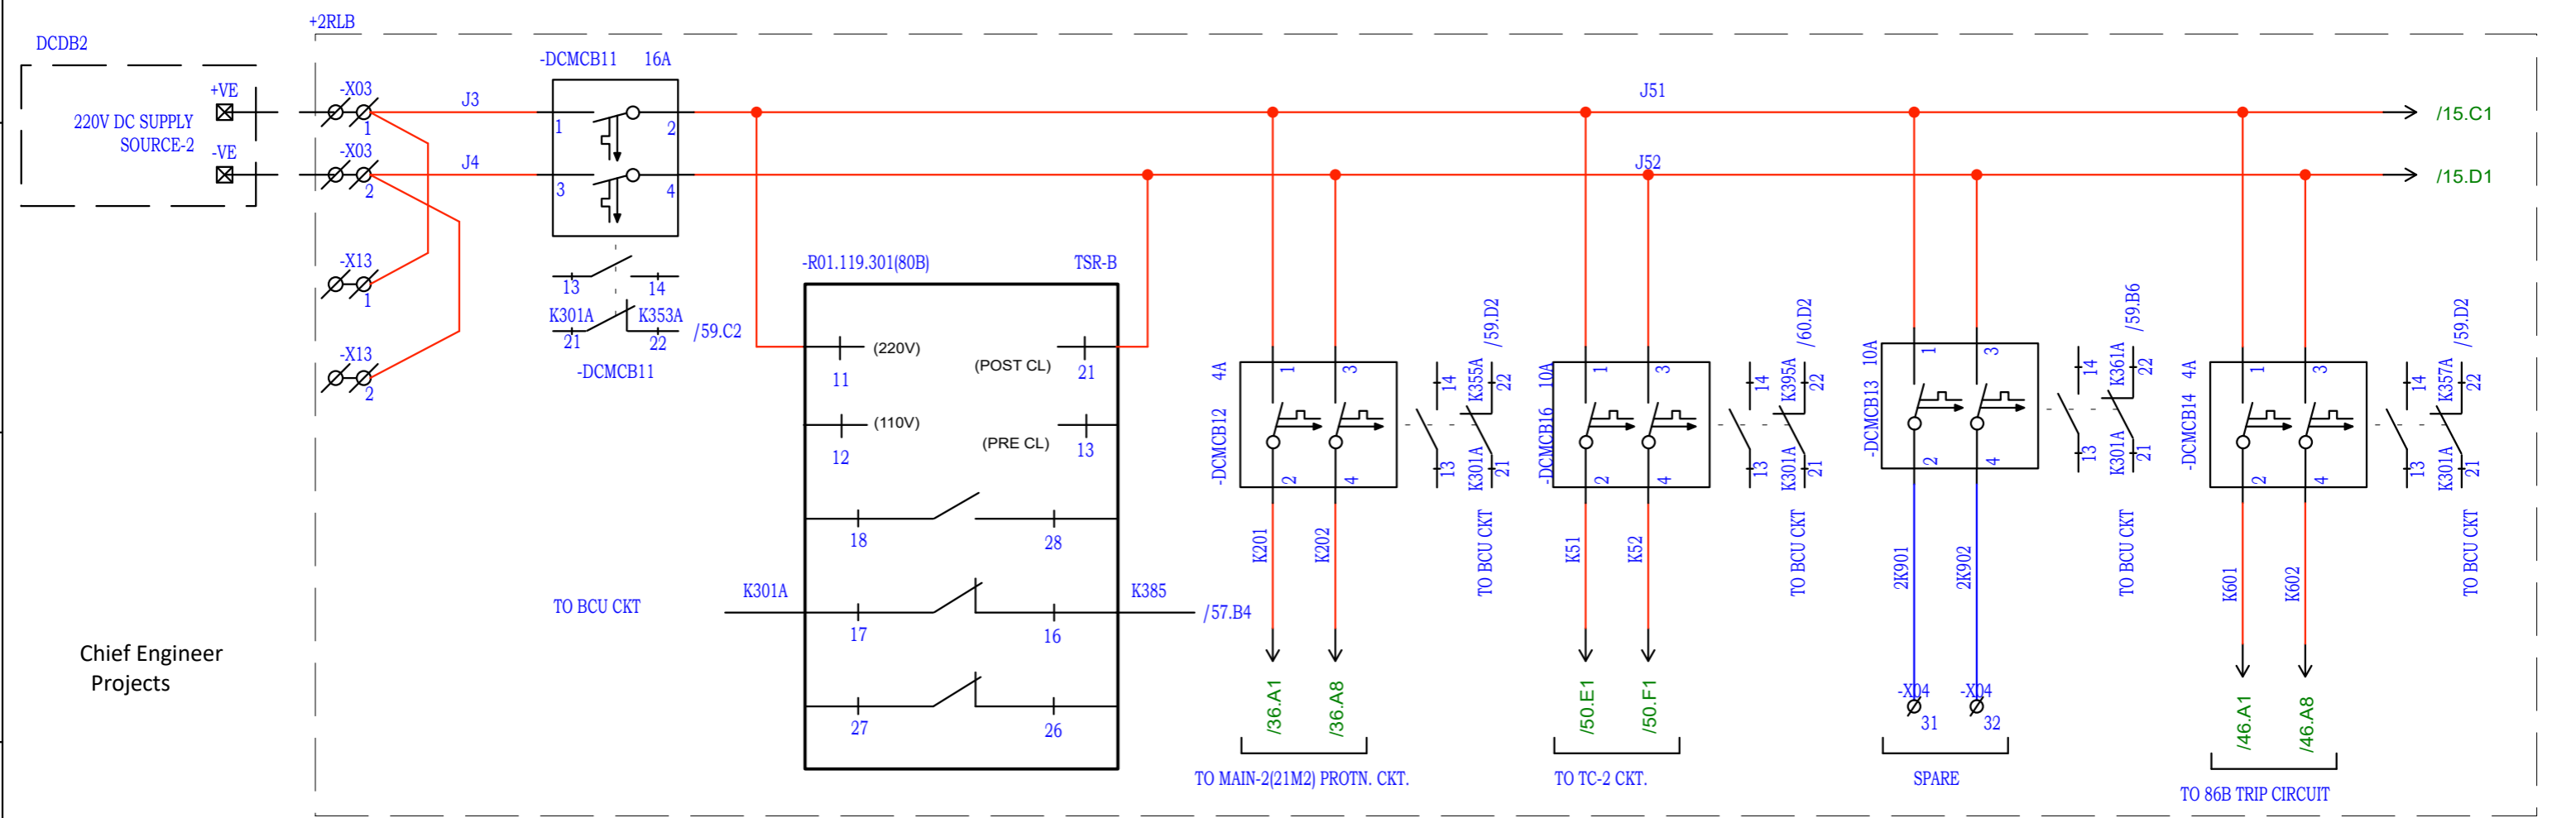 +2RLB
DCDB2
+VE
220V DC SUPPLY
SOURCE-2
-VE
-X03
1
-X03
2
-X13
1
-X13
2
J3
J4
-DCMCB11 16A
1 2
3 4
13 14
K301A K353A
21 22
/59.C2
-DCMCB11
J51
/15.C1
J52
/15.D1
-R01.119.301(80B) TSR-B
(220V)
11
(POST CL)
21
(110V)
12
(PRE CL)
13
18 28
K301A
TO BCU CKT
17 16
K385
/57.B4
27 26
-DCMCB12 4A
1 3
2 4
14
13
K355A
22
/59.D2
K301A
21
TO BCU CKT
K201
K202
/36.A1
/36.A8
TO MAIN-2(21M2) PROTN. CKT.
-DCMCB16 10A
1 3
2 4
14
13
K395A
22
/60.D2
K301A
21
TO BCU CKT
K51
K52
/50.E1
/50.F1
TO TC-2 CKT.
-DCMCB13 10A
1 3
2 4
14
13
K361A
22
/59.B6
K301A
21
TO BCU CKT
2K901
2K902
-X04
31
-X04
32
SPARE
-DCMCB14 4A
1 3
2 4
14
13
K357A
22
/59.D2
K301A
21
TO BCU CKT
K601
K602
/46.A1
/46.A8
TO 86B TRIP CIRCUIT
Chief Engineer
Projects